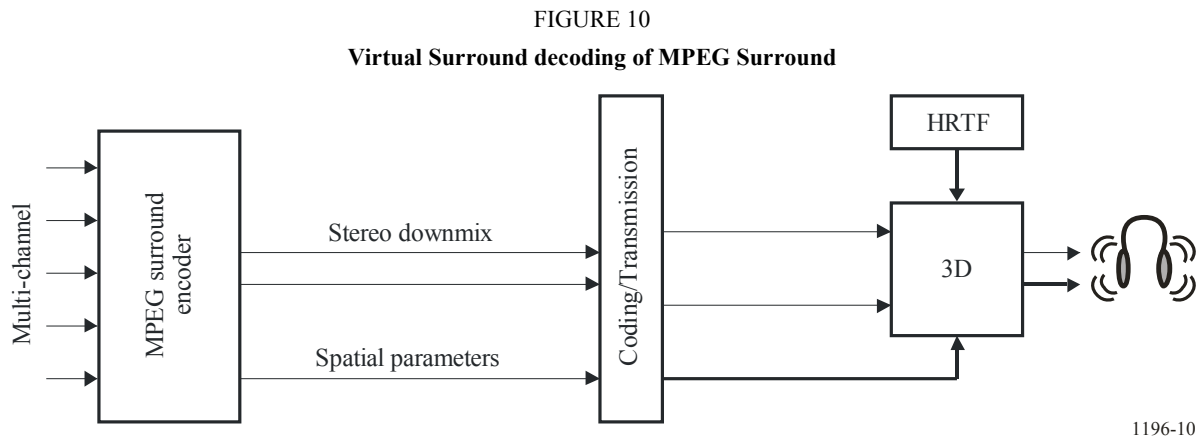 FIGURE 10
Virtual Surround decoding of MPEG Surround
Multi-channel
MPEG surround
encoder
Stereo downmix
Spatial parameters
Coding/Transmission
HRTF
3D
1196-10